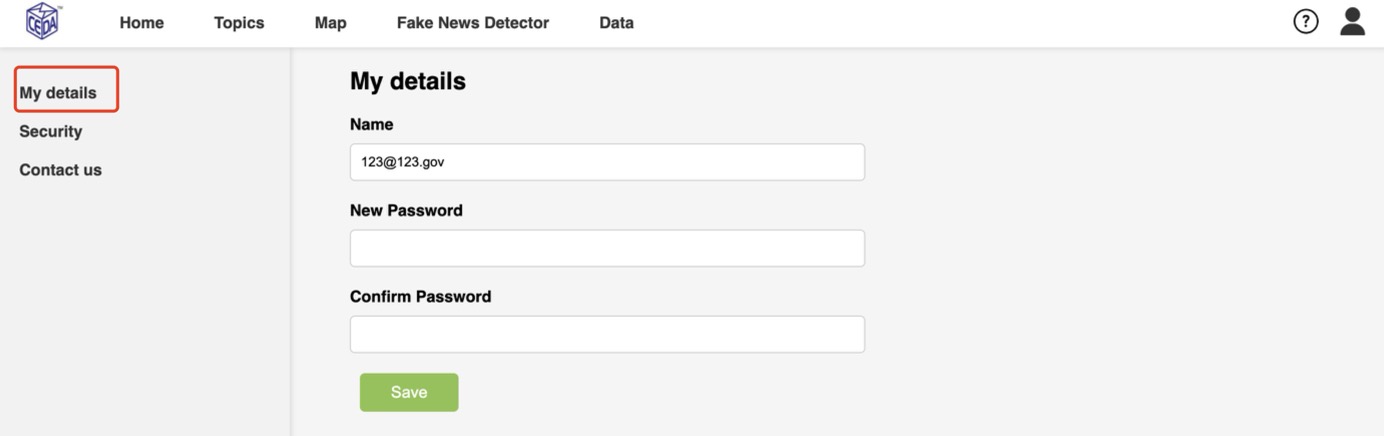 CEIDA™
Home Topics Map Fake News Detector Data ?
My details
Security
Contact us
My details
Name
123@123.gov
New Password
Confirm Password
Save